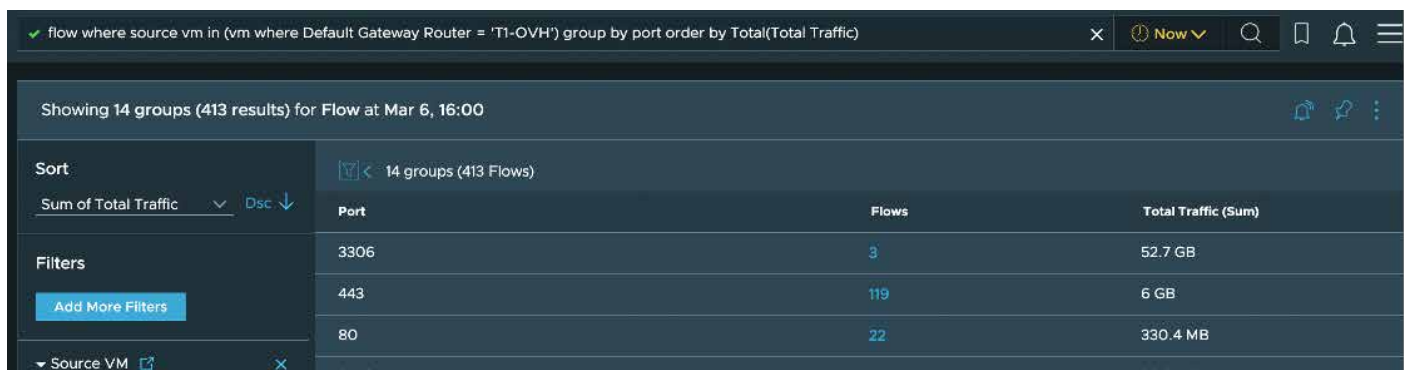 flow where source vm in (vm where Default Gateway Router = 'T1-OVH') group by port order by Total(Total Traffic)
Now
Showing 14 groups (413 results) for Flow at Mar 6, 16:00
Sort
Sum of Total Traffic Dsc
Filters
Add More Filters
Source VM
14 groups (413 Flows)
Port Flows Total Traffic (Sum)
3306 3 52.7 GB
443 119 6 GB
80 22 330.4 MB